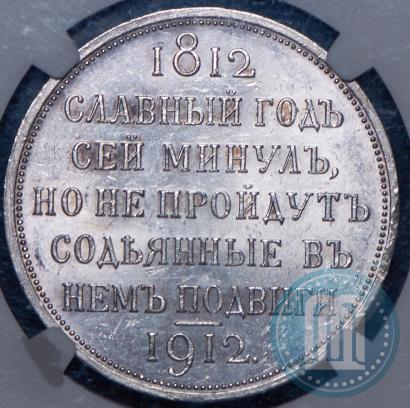 1812
СЛАВНЫЙ ГОДЪ
СЕЙ МИНУЛЪ,
НО НЕ ПРОЙДУТЪ
СОДѢЯННЫЕ ВЪ
НЕМЪ ПОДВИГИ
1912.